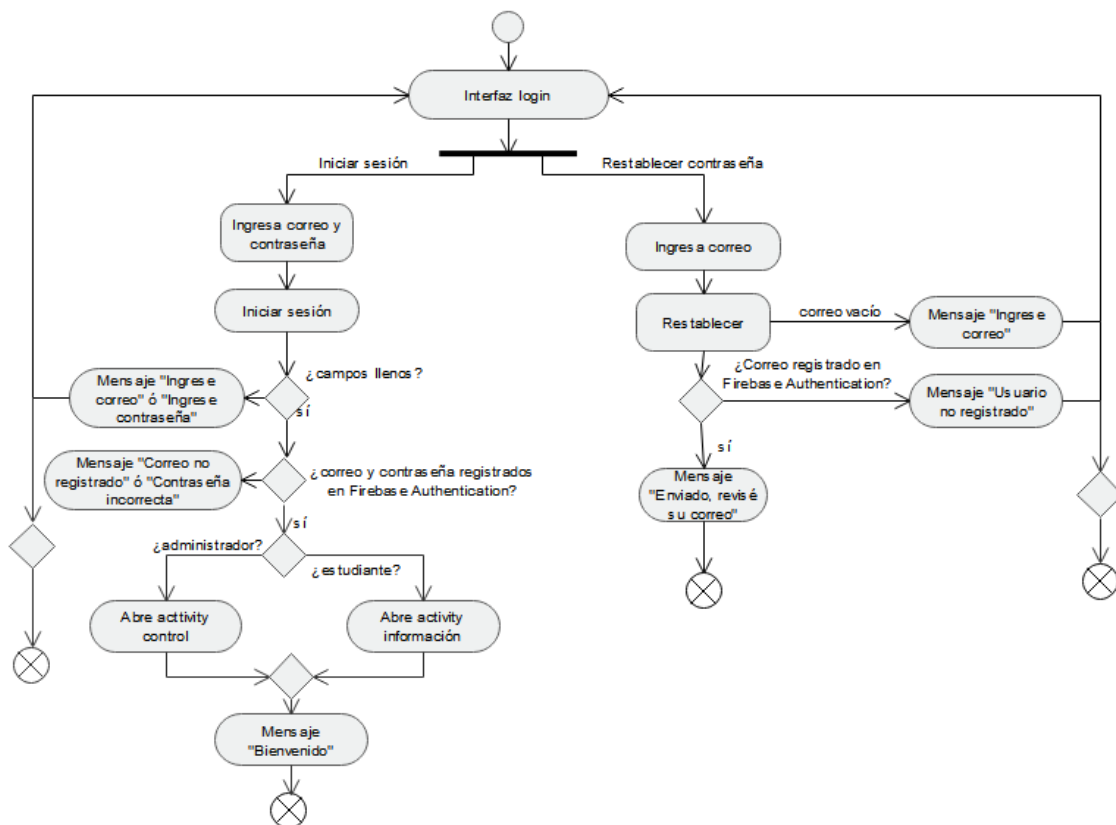 Interfaz login
Iniciar sesión
Restablecer contraseña
Ingresa correo y
contraseña
Ingresa correo
Iniciar sesión
Restablecer
correo vacío
Mensaje "Ingrese
correo"
¿campos llenos?
Mensaje "Ingrese
correo" ó "Ingrese
contraseña"
sí
¿Correo registrado en
Firebase Authentication?
Mensaje "Usuario
no registrado"
sí
Mensaje "Correo no
registrado" ó "Contraseña
incorrecta"
¿correo y contraseña registrados
en Firebase Authentication?
Mensaje
"Enviado, revisé
su correo"
sí
¿administrador?
¿estudiante?
Abre acttivity
control
Abre activity
información
Mensaje
"Bienvenido"